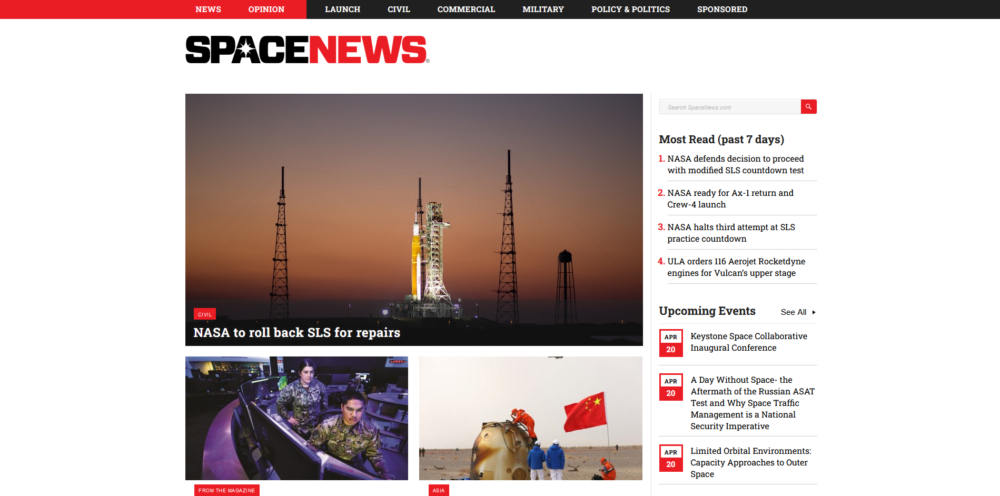 NEWS OPINION LAUNCH CIVIL COMMERCIAL MILITARY POLICY & POLITICS SPONSORED
SPACENEWS®
CIVIL
NASA to roll back SLS for repairs
FROM THE MAGAZINE
ASIA
Search SpaceNews.com
Most Read (past 7 days)
1. NASA defends decision to proceed
with modified SLS countdown test
2. NASA ready for Ax-1 return and
Crew-4 launch
3. NASA halts third attempt at SLS
practice countdown
4. ULA orders 116 Aerojet Rocketdyne
engines for Vulcan’s upper stage
Upcoming Events See All
APR
20
Keystone Space Collaborative
Inaugural Conference
APR
20
A Day Without Space- the
Aftermath of the Russian ASAT
Test and Why Space Traffic
Management is a National
Security Imperative
APR
20
Limited Orbital Environments:
Capacity Approaches to Outer
Space